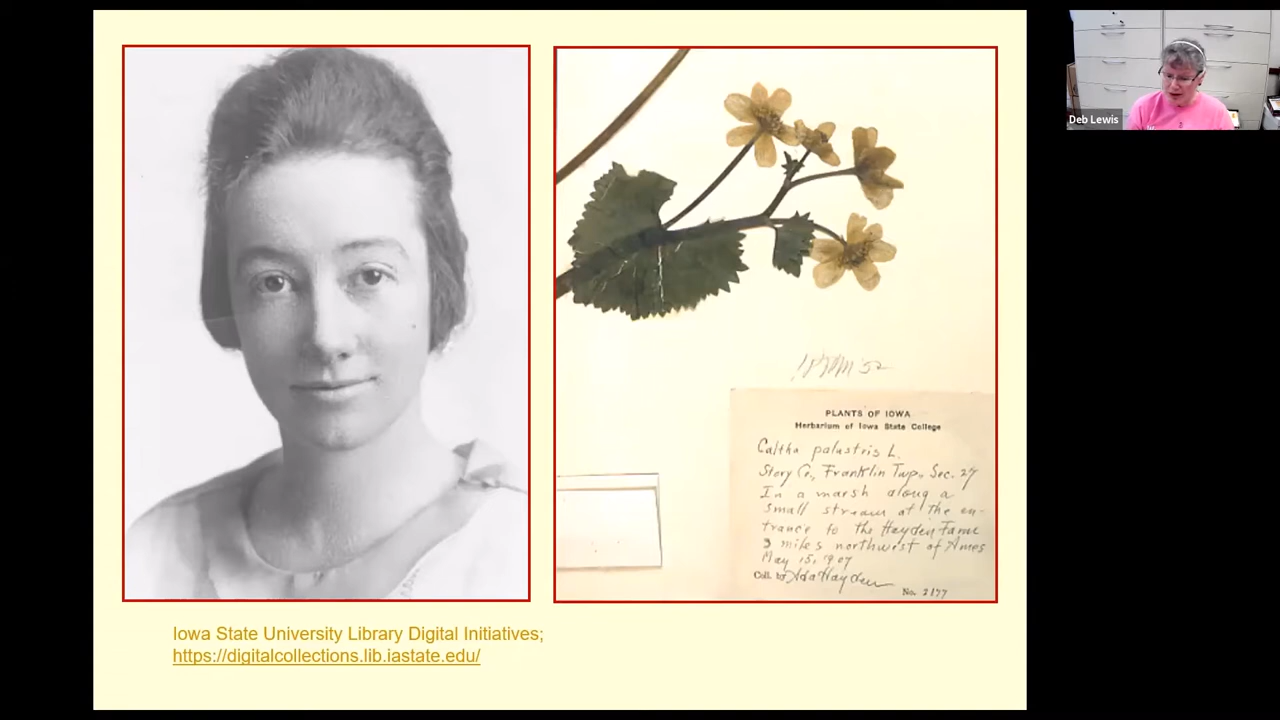 Deb Lewis
'52
PLANTS OF IOWA
Herbarium of Iowa State College
Caltha palustris L.
Story Co., Franklin Twp., Sec. 27
In a marsh along a
small stream at the en-
trance to the Hayden Farm
3 miles northwest of Ames
May 15, 1907
Coll. by Ada Hayden
No. 2177
Iowa State University Library Digital Initiatives;
https://digitalcollections.lib.iastate.edu/